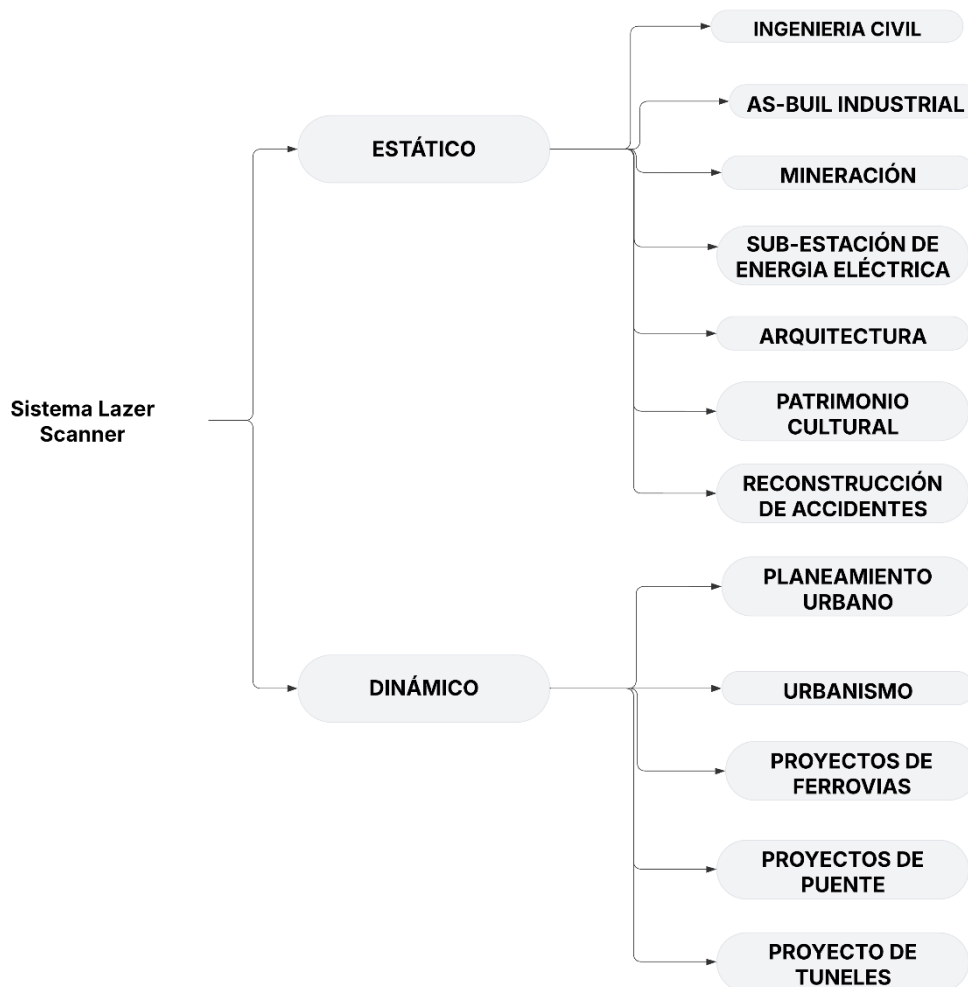 Sistema Lazer
Scanner
ESTÁTICO
INGENIERIA CIVIL
AS-BUIL INDUSTRIAL
MINERACIÓN
SUB-ESTACIÓN DE
ENERGIA ELÉCTRICA
ARQUITECTURA
PATRIMONIO
CULTURAL
RECONSTRUCCIÓN
DE ACCIDENTES
DINÁMICO
PLANEAMIENTO
URBANO
URBANISMO
PROYECTOS DE
FERROVIAS
PROYECTOS DE
PUENTE
PROYECTO DE
TUNELES